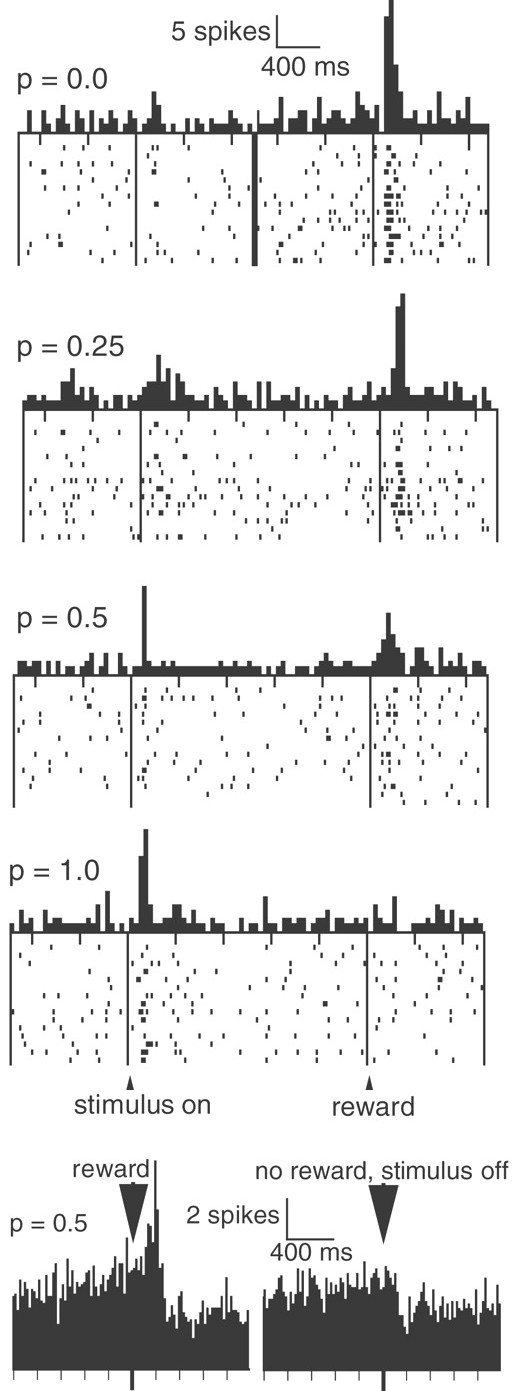 5 spikes
400 ms
p = 0.0
p = 0.25
p = 0.5
p = 1.0
stimulus on
reward
reward
no reward, stimulus off
p = 0.5
2 spikes
400 ms